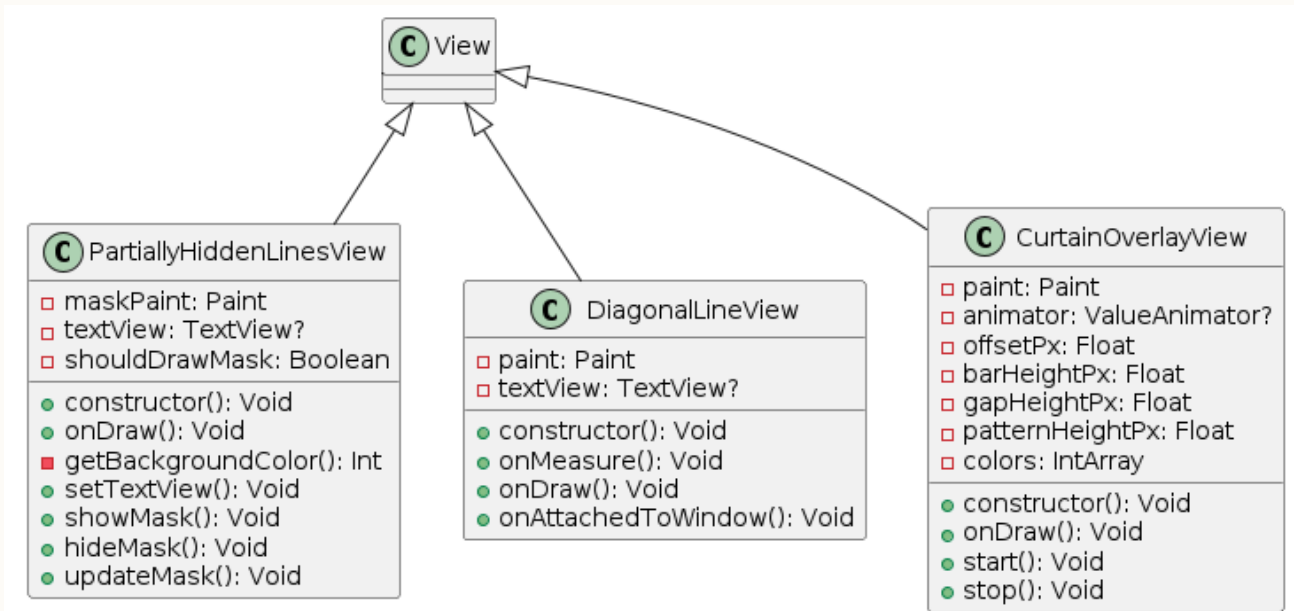 C View
C PartiallyHiddenLinesView
maskPaint: Paint
textView: TextView?
shouldDrawMask: Boolean
constructor(): Void
onDraw(): Void
getBackgroundColor(): Int
setTextView(): Void
showMask(): Void
hideMask(): Void
updateMask(): Void
C DiagonalLineView
paint: Paint
textView: TextView?
constructor(): Void
onMeasure(): Void
onDraw(): Void
onAttachedToWindow(): Void
C CurtainOverlayView
paint: Paint
animator: ValueAnimator?
offsetPx: Float
barHeightPx: Float
gapHeightPx: Float
patternHeightPx: Float
colors: IntArray
constructor(): Void
onDraw(): Void
start(): Void
stop(): Void